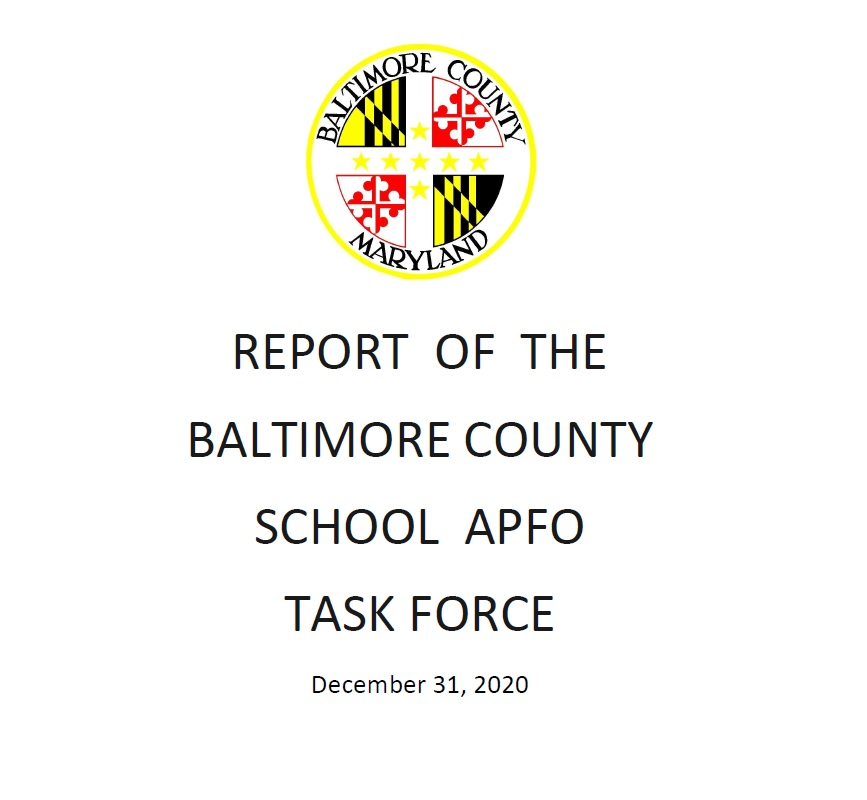 BALTIMORE COUNTY
MARYLAND
REPORT OF THE
BALTIMORE COUNTY
SCHOOL APFO
TASK FORCE
December 31, 2020